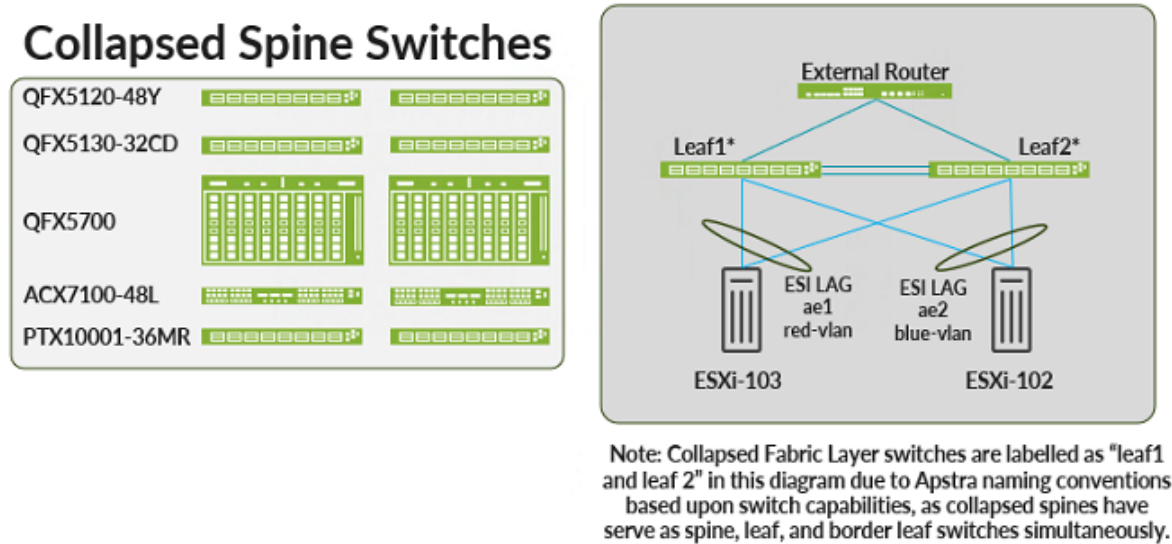 Collapsed Spine Switches
QFX5120-48Y
QFX5130-32CD
QFX5700
ACX7100-48L
PTX10001-36MR
External Router
Leaf1*
Leaf2*
ESI LAG
ae1
red-vlan
ESI LAG
ae2
blue-vlan
ESXi-103
ESXi-102
Note: Collapsed Fabric Layer switches are labelled as “leaf1
and leaf 2” in this diagram due to Apstra naming conventions
based upon switch capabilities, as collapsed spines have
serve as spine, leaf, and border leaf switches simultaneously.